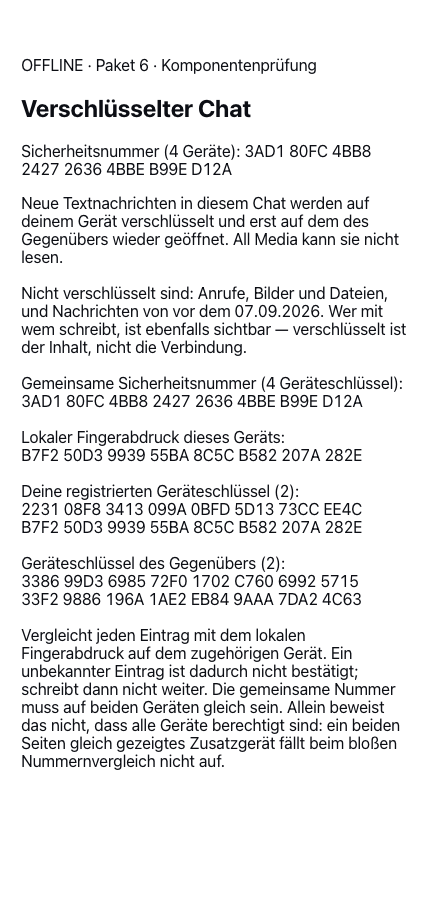 OFFLINE · Paket 6 · Komponentenprüfung
Verschlüsselter Chat
Sicherheitsnummer (4 Geräte): 3AD1 80FC 4BB8
2427 2636 4BBE B99E D12A
Neue Textnachrichten in diesem Chat werden auf
deinem Gerät verschlüsselt und erst auf dem des
Gegenübers wieder geöffnet. All Media kann sie nicht
lesen.
Nicht verschlüsselt sind: Anrufe, Bilder und Dateien,
und Nachrichten von vor dem 07.09.2026. Wer mit
wem schreibt, ist ebenfalls sichtbar — verschlüsselt ist
der Inhalt, nicht die Verbindung.
Gemeinsame Sicherheitsnummer (4 Geräteschlüssel):
3AD1 80FC 4BB8 2427 2636 4BBE B99E D12A
Lokaler Fingerabdruck dieses Geräts:
B7F2 50D3 9939 55BA 8C5C B582 207A 282E
Deine registrierten Geräteschlüssel (2):
2231 08F8 3413 099A 0BFD 5D13 73CC EE4C
B7F2 50D3 9939 55BA 8C5C B582 207A 282E
Geräteschlüssel des Gegenübers (2):
3386 99D3 6985 72F0 1702 C760 6992 5715
33F2 9886 196A 1AE2 EB84 9AAA 7DA2 4C63
Vergleicht jeden Eintrag mit dem lokalen
Fingerabdruck auf dem zugehörigen Gerät. Ein
unbekannter Eintrag ist dadurch nicht bestätigt;
schreibt dann nicht weiter. Die gemeinsame Nummer
muss auf beiden Geräten gleich sein. Allein beweist
das nicht, dass alle Geräte berechtigt sind: ein beiden
Seiten gleich gezeigtes Zusatzgerät fällt beim bloßen
Nummernvergleich nicht auf.